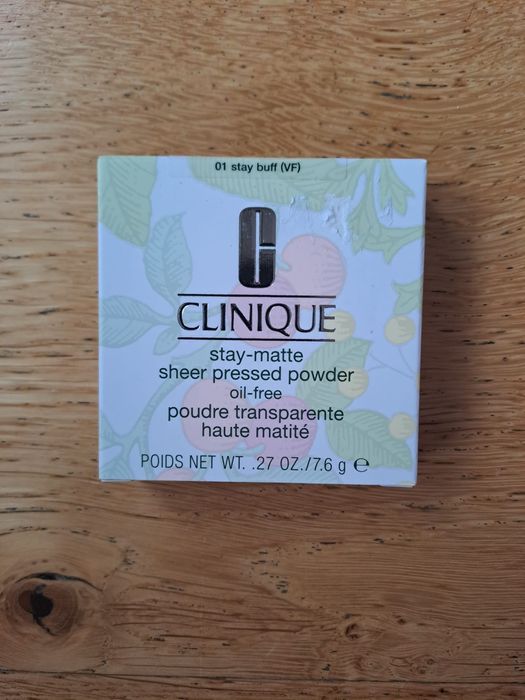 01 stay buff (VF)
C
CLINIQUE
stay-matte
sheer pressed powder
oil-free
poudre transparente
haute matité
POIDS NET WT. .27 OZ./7.6 g ℮